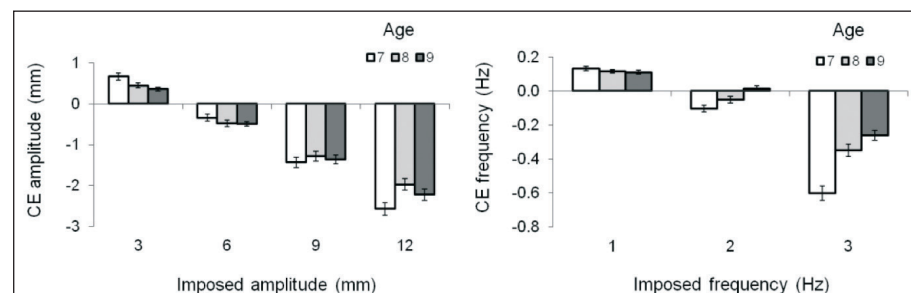 Age
7 8 9
CE amplitude (mm)
1
0
-1
-2
-3
3 6 9 12
Imposed amplitude (mm)
Age
7 8 9
CE frequency (Hz)
0.2
0.0
-0.2
-0.4
-0.6
-0.8
1 2 3
Imposed frequency (Hz)